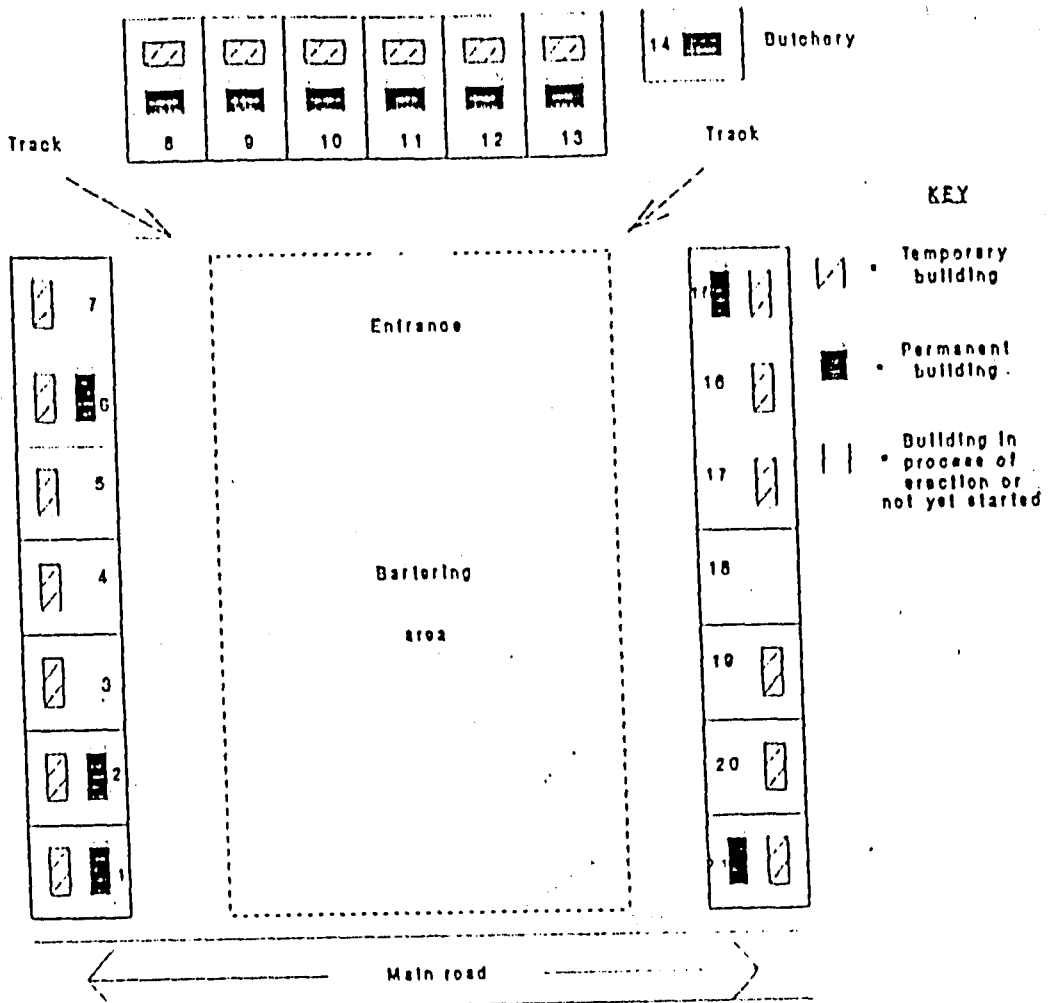 14 Butchery
8 9 10 11 12 13
Track
Track
KEY
Temporary
building
Permanent
building.
Building in
process of
erection or
not yet started
7
6
5
4
3
2
1
Entrance
Bartering
area
16
17
18
19
20
Main road